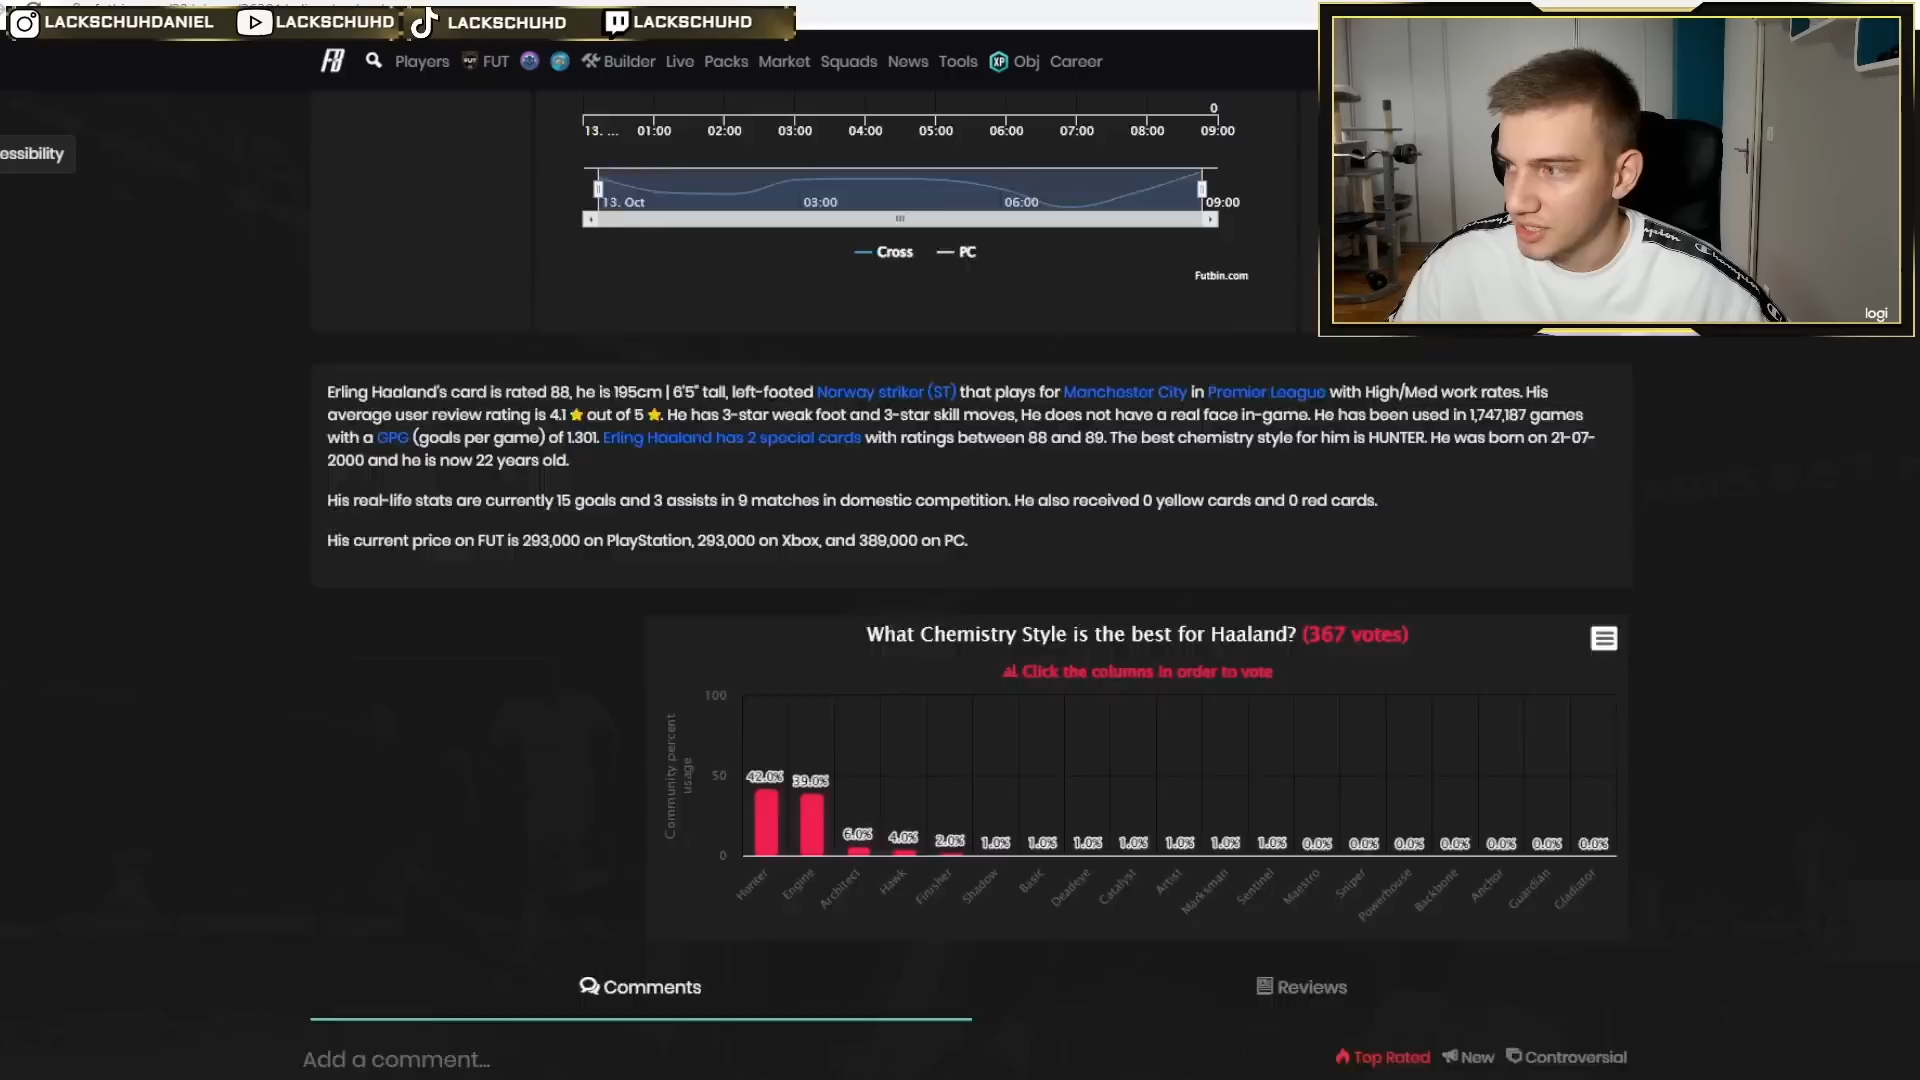 LACKSCHUHDANIEL LACKSCHUHD LACKSCHUHD LACKSCHUHD
Players FUT Builder Live Packs Market Squads News Tools XP Obj Career
essibility
0
13. ... 01:00 02:00 03:00 04:00 05:00 06:00 07:00 08:00 09:00
13. Oct 03:00 06:00 09:00
Cross PC
Futbin.com
logi
Erling Haaland's card is rated 88, he is 195cm | 6'5" tall, left-footed Norway striker (ST) that plays for Manchester City in Premier League with High/Med work rates. His
average user review rating is 4.1 ★ out of 5 ★. He has 3-star weak foot and 3-star skill moves, He does not have a real face in-game. He has been used in 1,747,187 games
with a GPG (goals per game) of 1.301. Erling Haaland has 2 special cards with ratings between 88 and 89. The best chemistry style for him is HUNTER. He was born on 21-07-
2000 and he is now 22 years old.
His real-life stats are currently 15 goals and 3 assists in 9 matches in domestic competition. He also received 0 yellow cards and 0 red cards.
His current price on FUT is 293,000 on PlayStation, 293,000 on Xbox, and 389,000 on PC.
What Chemistry Style is the best for Haaland? (367 votes)
Click the columns in order to vote
Community percent
usage
100
50
0
42.0% 39.0% 6.0% 4.0% 2.0% 1.0% 1.0% 1.0% 1.0% 1.0% 1.0% 1.0% 0.0% 0.0% 0.0% 0.0% 0.0% 0.0% 0.0%
Hunter Engine Architect Hawk Finisher Shadow Basic Deadeye Catalyst Artist Marksman Sentinel Maestro Sniper Powerhouse Backbone Anchor Guardian Gladiator
Comments Reviews
Add a comment...
Top Rated New Controversial